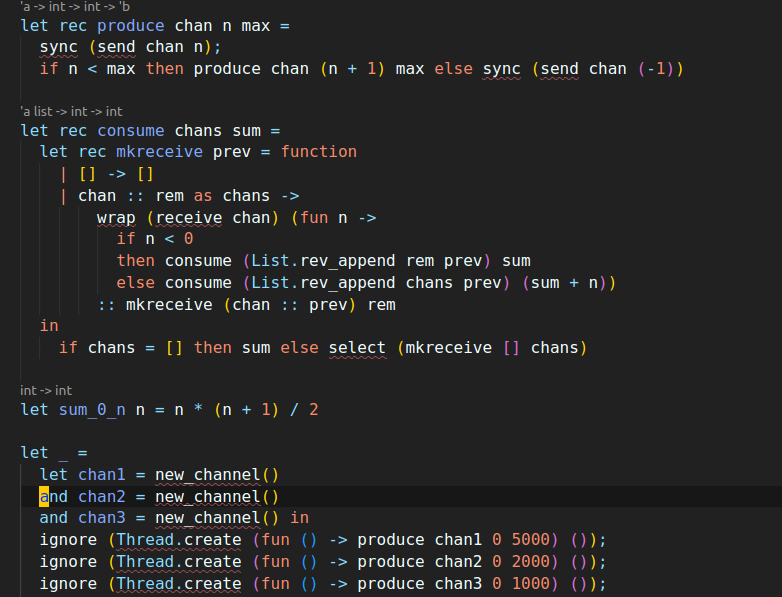 'a -> int -> int -> 'b
let rec produce chan n max =
  sync (send chan n);
  if n < max then produce chan (n + 1) max else sync (send chan (-1))
'a list -> int -> int
let rec consume chans sum =
  let rec mkreceive prev = function
    | [] -> []
    | chan :: rem as chans ->
        wrap (receive chan) (fun n ->
          if n < 0
          then consume (List.rev_append rem prev) sum
          else consume (List.rev_append chans prev) (sum + n))
        :: mkreceive (chan :: prev) rem
  in
    if chans = [] then sum else select (mkreceive [] chans)
int -> int
let sum_0_n n = n * (n + 1) / 2
let _ =
  let chan1 = new_channel()
  and chan2 = new_channel()
  and chan3 = new_channel() in
  ignore (Thread.create (fun () -> produce chan1 0 5000) ());
  ignore (Thread.create (fun () -> produce chan2 0 2000) ());
  ignore (Thread.create (fun () -> produce chan3 0 1000) ());